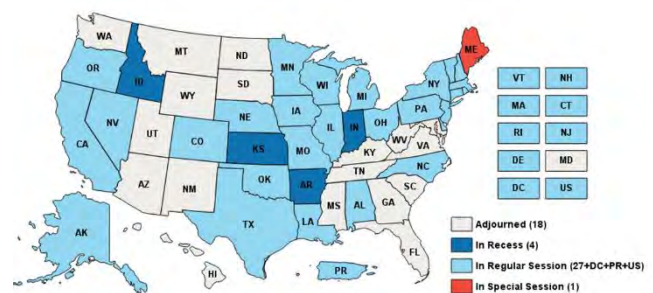 WA
MT
ND
MN
ME
OR
ID
SD
WI
NY
WY
MI
VT NH
NE
IA
PA
MA CT
NV
UT
CO
IL
IN
OH
RI NJ
CA
KS
MO
KY
WV
VA
DE MD
AZ
NM
OK
AR
TN
NC
DC US
SC
MS
AL
GA
AK
TX
LA
FL
HI
PR
Adjourned (18)
In Recess (4)
In Regular Session (27+DC+PR+US)
In Special Session (1)